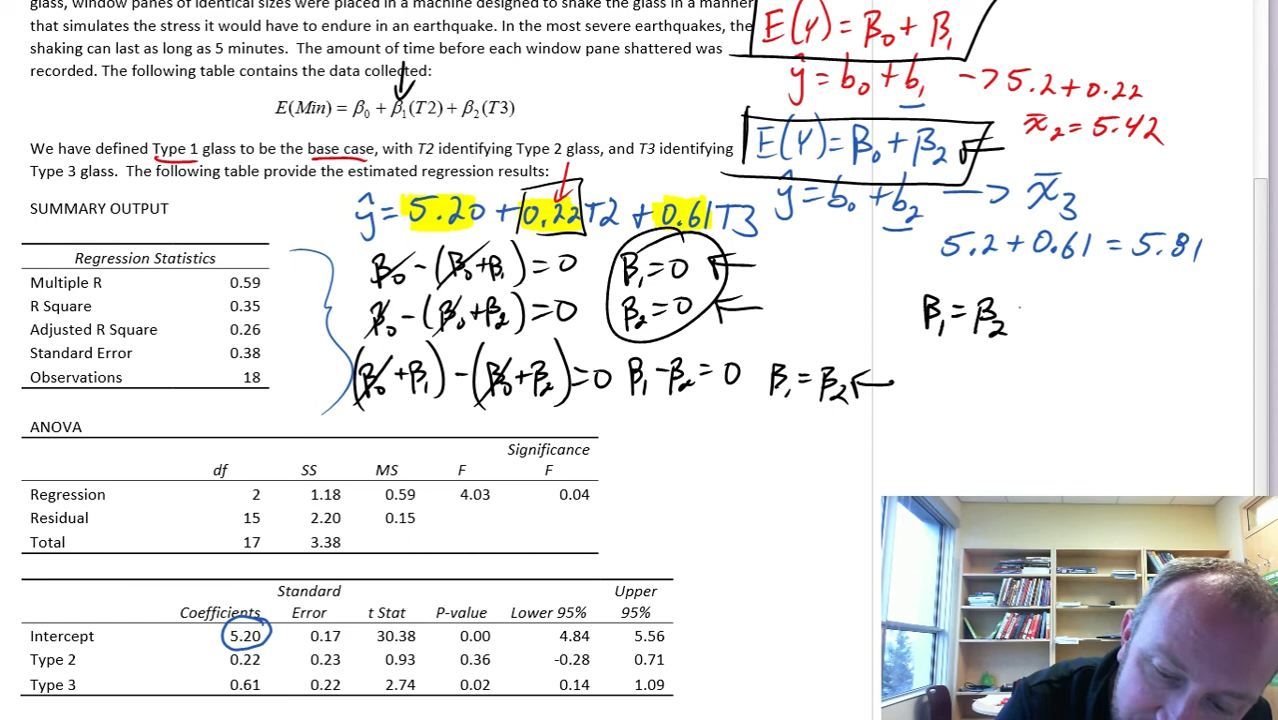 glass, window panes of identical sizes were placed in a machine designed to shake the glass in a manner
that simulates the stress it would have to endure in an earthquake. In the most severe earthquakes, the
shaking can last as long as 5 minutes. The amount of time before each window pane shattered was
recorded. The following table contains the data collected:
E(Min) = β₀ + β₁(T2) + β₂(T3)
We have defined Type 1 glass to be the base case, with T2 identifying Type 2 glass, and T3 identifying
Type 3 glass. The following table provide the estimated regression results:
E(Y) = β₀ + β₁
ŷ = b₀ + b₁ → 5.2 + 0.22
x̄₂ = 5.42
E(Y) = β₀ + β₂
ŷ = b₀ + b₂ → x̄₃
5.2 + 0.61 = 5.81
ŷ = 5.20 + 0.22T2 + 0.61T3
β₀ - (β₀ + β₁) = 0 β₁ = 0
β₀ - (β₀ + β₂) = 0 β₂ = 0
(β₀ + β₁) - (β₀ + β₂) = 0 β₁ - β₂ = 0 β₁ = β₂
β₁ = β₂
SUMMARY OUTPUT
Regression Statistics
Multiple R 0.59
R Square 0.35
Adjusted R Square 0.26
Standard Error 0.38
Observations 18
ANOVA
df SS MS F Significance F
Regression 2 1.18 0.59 4.03 0.04
Residual 15 2.20 0.15
Total 17 3.38
Coefficients Standard Error t Stat P-value Lower 95% Upper 95%
Intercept 5.20 0.17 30.38 0.00 4.84 5.56
Type 2 0.22 0.23 0.93 0.36 -0.28 0.71
Type 3 0.61 0.22 2.74 0.02 0.14 1.09